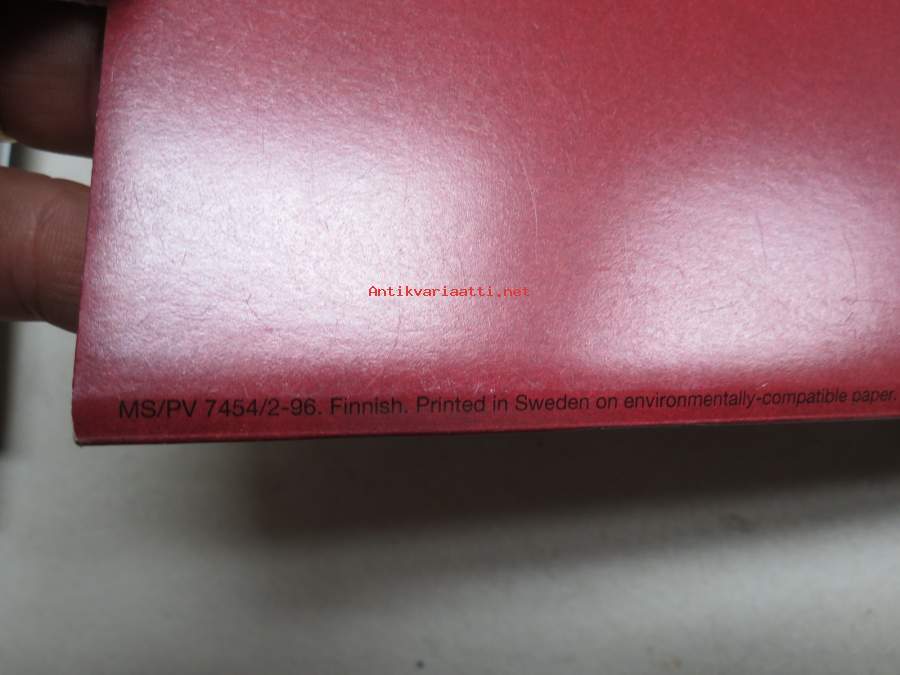 Antikvariaatti.net
MS/PV 7454/2-96. Finnish. Printed in Sweden on environmentally-compatible paper.